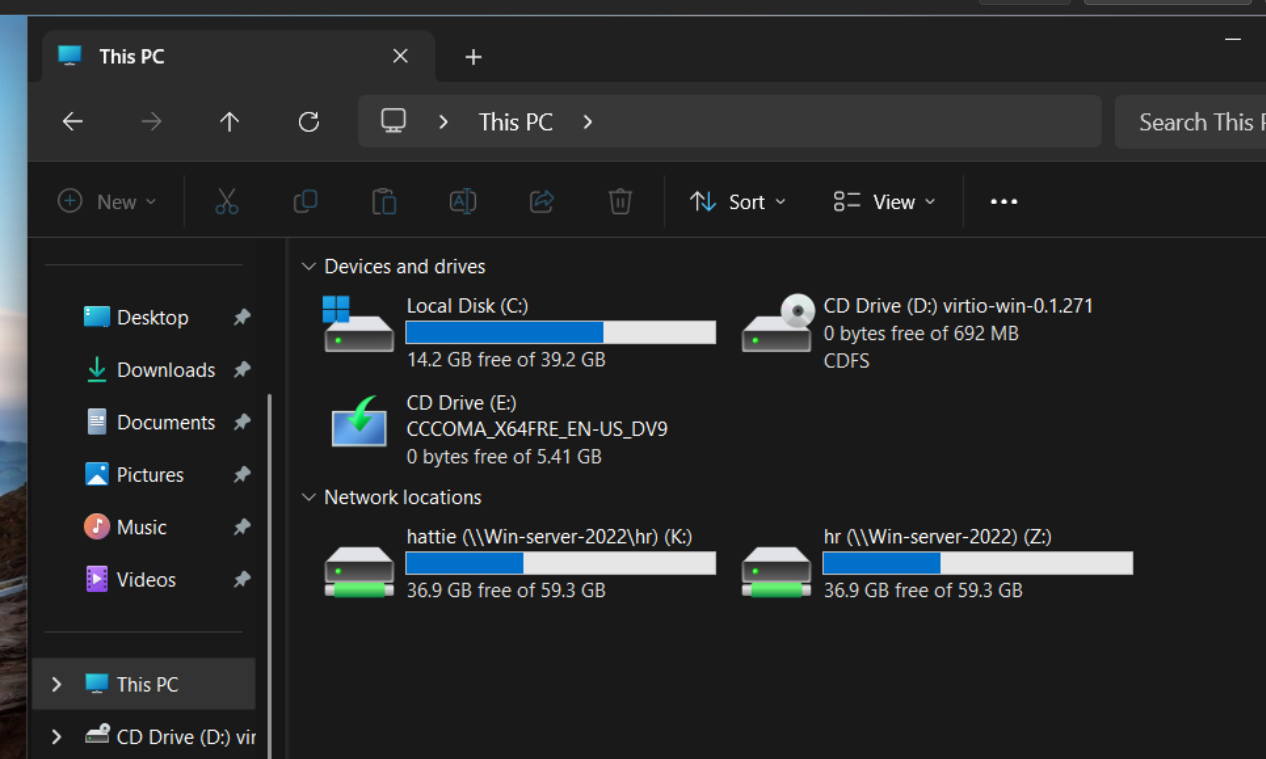 This PC
This PC
Search This
New
Sort
View
Desktop
Downloads
Documents
Pictures
Music
Videos
This PC
CD Drive (D:) vir
Devices and drives
Local Disk (C:)
14.2 GB free of 39.2 GB
CD Drive (D:) virtio-win-0.1.271
0 bytes free of 692 MB
CDFS
CD Drive (E:)
CCCOMA_X64FRE_EN-US_DV9
0 bytes free of 5.41 GB
Network locations
hattie (\\Win-server-2022\hr) (K:)
36.9 GB free of 59.3 GB
hr (\\Win-server-2022) (Z:)
36.9 GB free of 59.3 GB